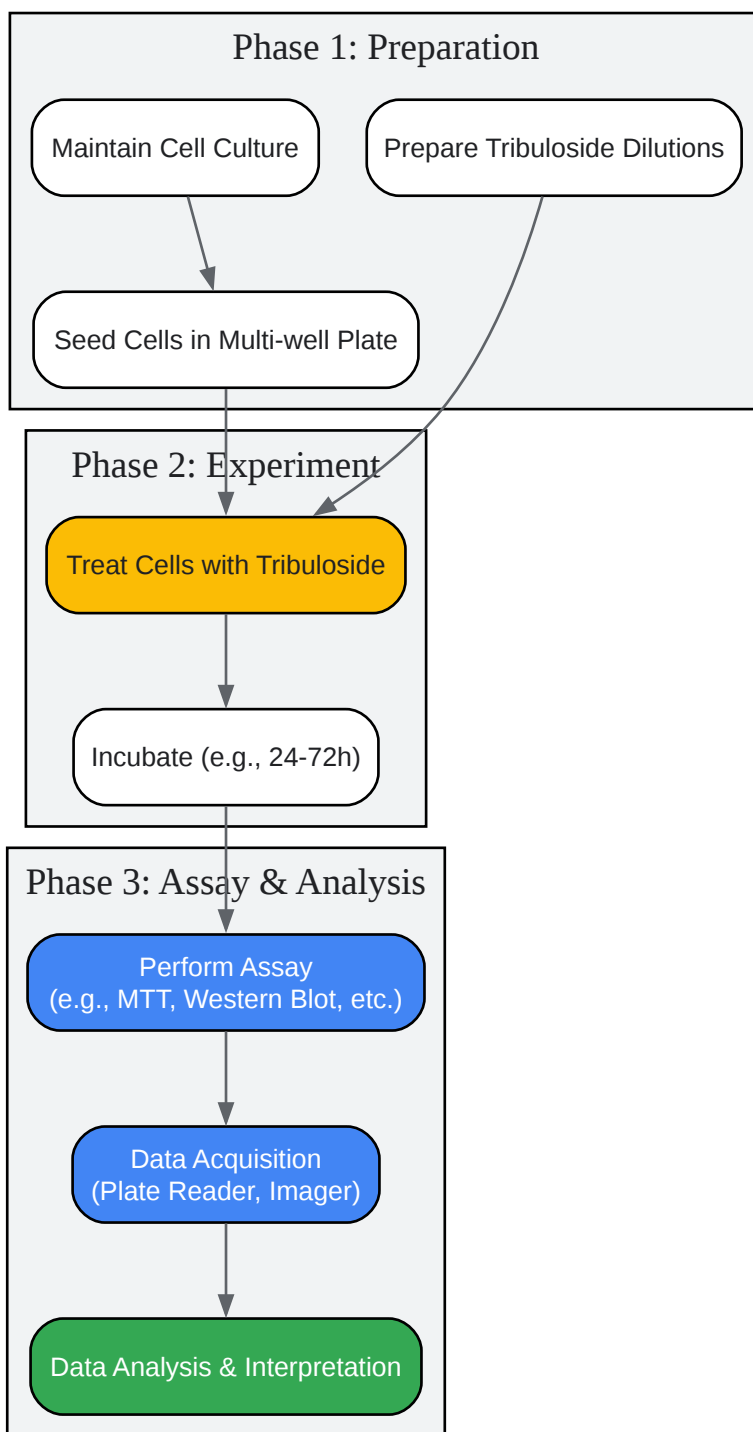 Phase 1: Preparation
Maintain Cell Culture
Prepare Tribuloside Dilutions
Seed Cells in Multi-well Plate
Phase 2: Experiment
Treat Cells with Tribuloside
Incubate (e.g., 24-72h)
Phase 3: Assay & Analysis
Perform Assay
(e.g., MTT, Western Blot, etc.)
Data Acquisition
(Plate Reader, Imager)
Data Analysis & Interpretation